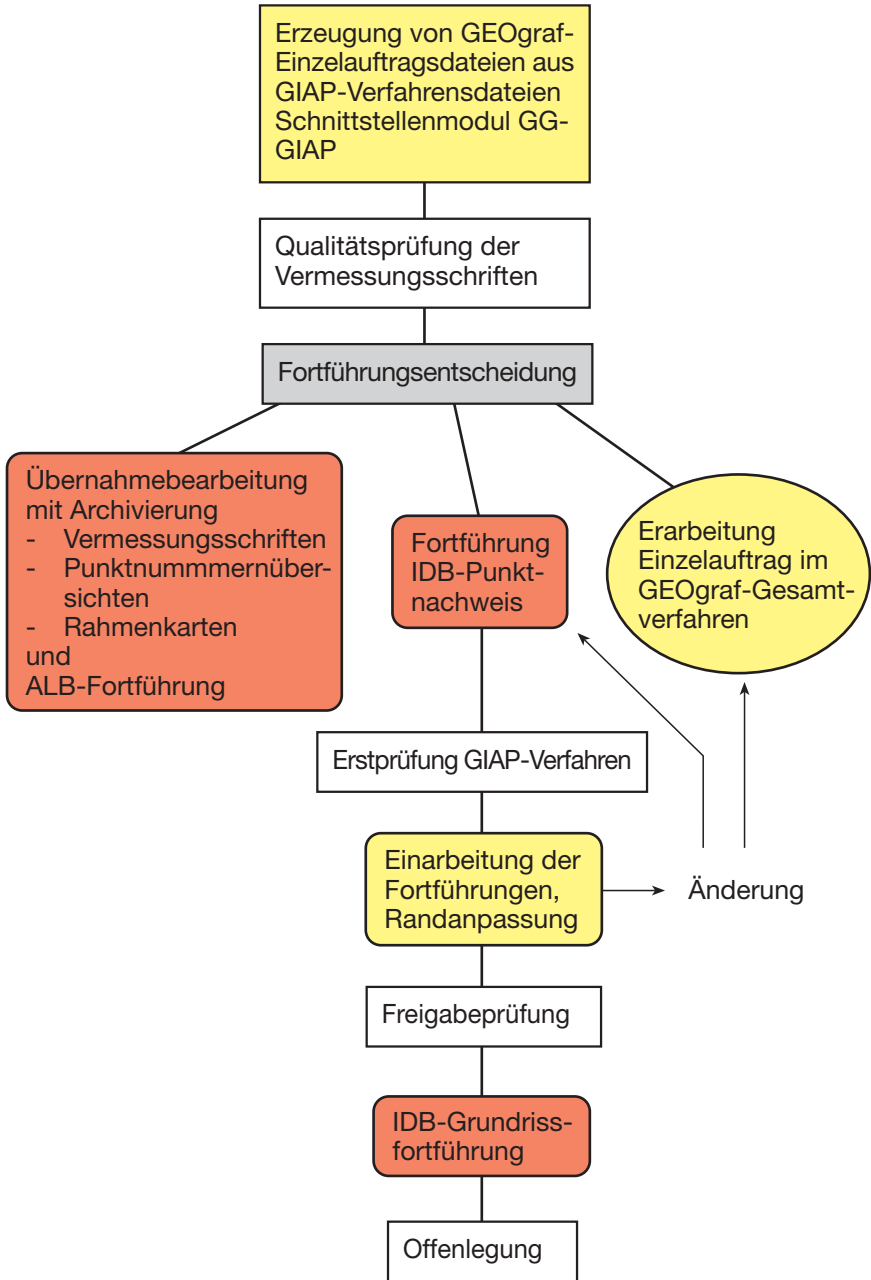 Erzeugung von GEOgraf-
Einzelauftragsdateien aus
GIAP-Verfahrensdateien
Schnittstellenmodul GG-
GIAP
Qualitätsprüfung der
Vermessungsschriften
Fortführungsentscheidung
Übernahmebearbeitung
mit Archivierung
- Vermessungsschriften
- Punktnummmernüber-
sichten
- Rahmenkarten
und
ALB-Fortführung
Fortführung
IDB-Punkt-
nachweis
Erarbeitung
Einzelauftrag im
GEOgraf-Gesamt-
verfahren
Erstprüfung GIAP-Verfahren
Einarbeitung der
Fortführungen,
Randanpassung
Änderung
Freigabeprüfung
IDB-Grundriss-
fortführung
Offenlegung